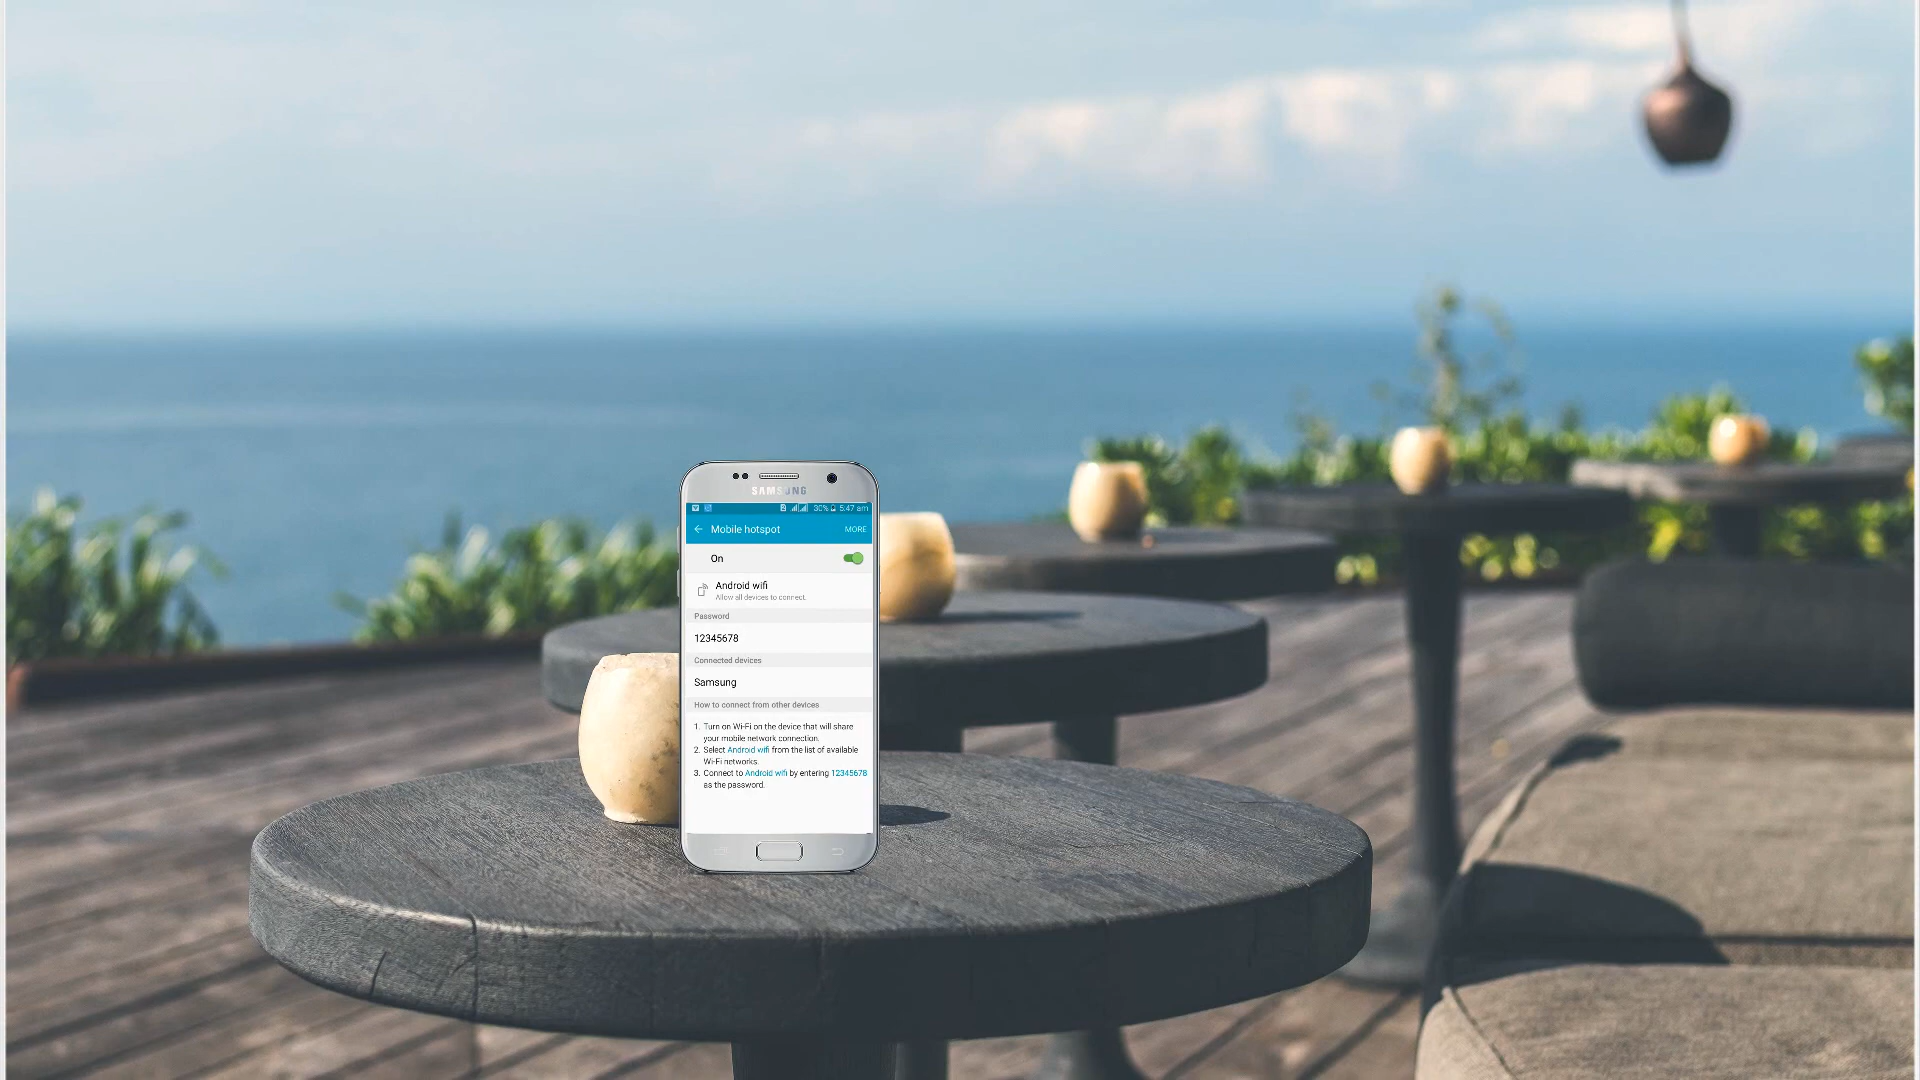 SAMSUNG
30% 5.47 am
Mobile hotspot MORE
On
Android wifi
Allow all devices to connect.
Password
12345678
Connected devices
Samsung
How to connect from other devices
1. Turn on Wi-Fi on the device that will share
your mobile network connection.
2. Select Android wifi from the list of available
Wi-Fi networks.
3. Connect to Android wifi by entering 12345678
as the password.